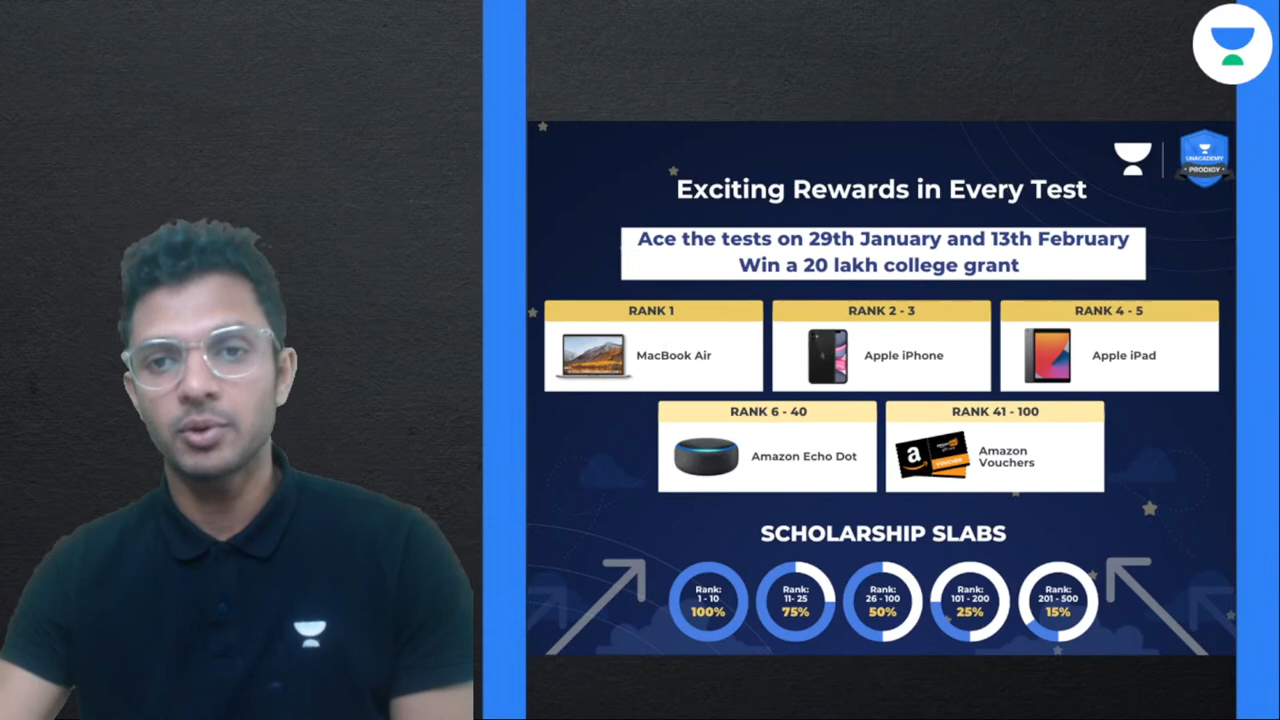 UNACADEMY
PRODIGY
Exciting Rewards in Every Test
Ace the tests on 29th January and 13th February
Win a 20 lakh college grant
RANK 1
MacBook Air
RANK 2 - 3
Apple iPhone
RANK 4 - 5
Apple iPad
RANK 6 - 40
Amazon Echo Dot
RANK 41 - 100
a
VOUCHER
Amazon
Vouchers
SCHOLARSHIP SLABS
Rank:
1 - 10
100%
Rank:
11- 25
75%
Rank:
26 - 100
50%
Rank:
101 - 200
25%
Rank:
201 - 500
15%